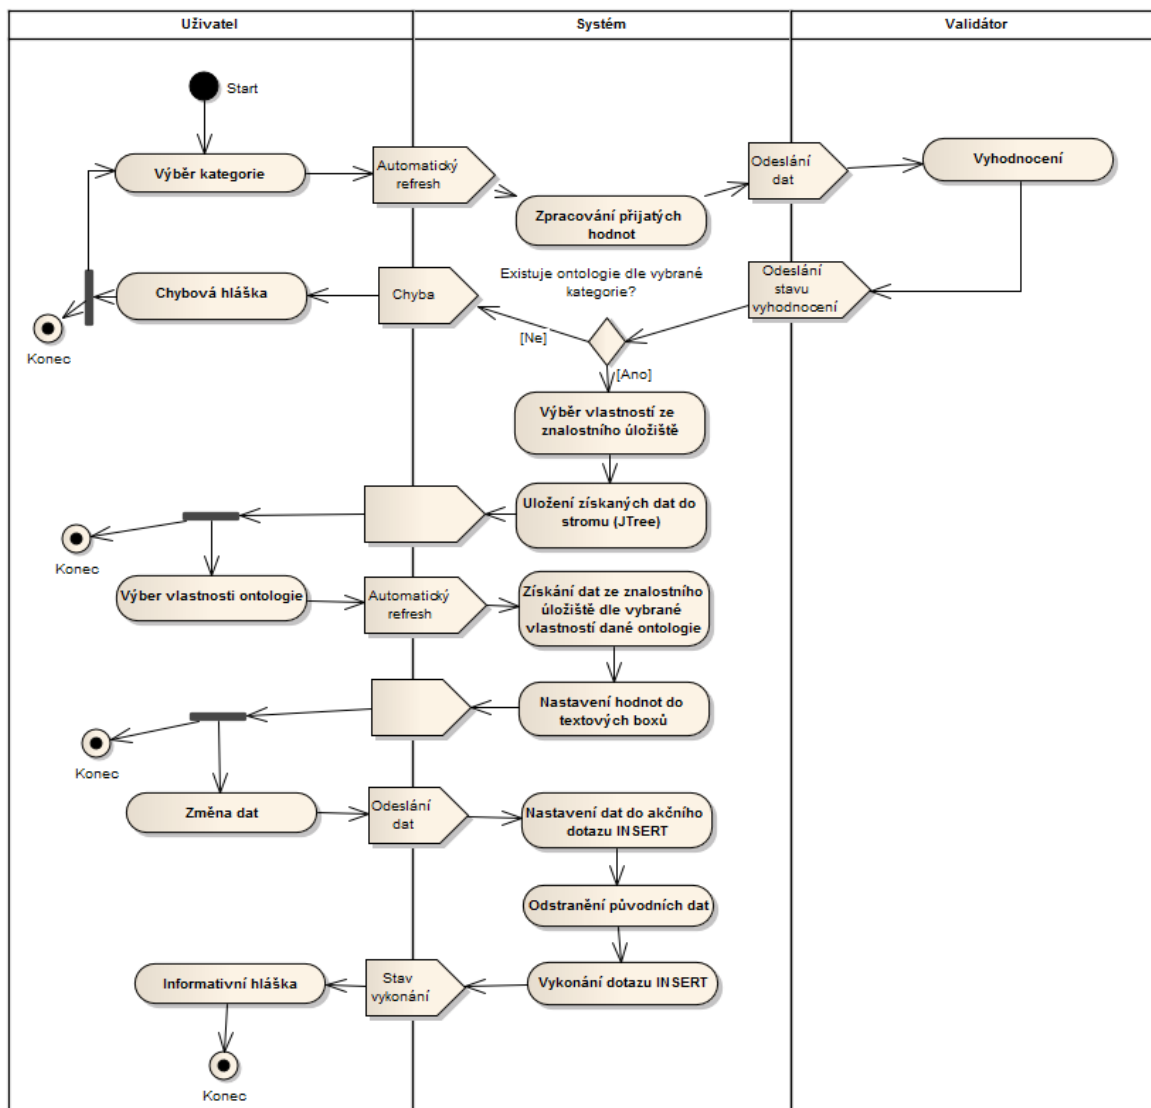 Uživatel
Systém
Validátor
Start
Výběr kategorie
Automatický
refresh
Zpracování přijatých
hodnot
Odeslání
dat
Vyhodnocení
Odeslání
stavu
vyhodnocení
Existuje ontologie dle vybrané
kategorie?
Chyba
Chybová hláška
Konec
[Ne]
[Ano]
Výběr vlastností ze
znalostního úložiště
Uložení získaných dat do
stromu (JTree)
Konec
Výber vlastnosti ontologie
Automatický
refresh
Získání dat ze znalostního
úložiště dle vybrané
vlastností dané ontologie
Nastavení hodnot do
textových boxů
Konec
Změna dat
Odeslání
dat
Nastavení dat do akčního
dotazu INSERT
Odstranění původních dat
Vykonání dotazu INSERT
Stav
vykonání
Informativní hláška
Konec